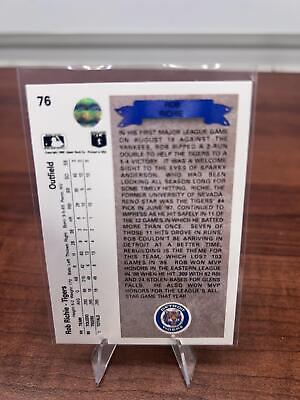 76
Outfield
Rob Richie - Tigers
ROB
RICHIE
IN HIS FIRST MAJOR LEAGUE GAME
ON AUGUST 19 AGAINST THE
YANKEES, ROB RIPPED A 2-RUN
DOUBLE TO HELP THE TIGERS TO A
VICTORY. IT WAS A WELCOME
SIGHT TO THE EYES OF SPARKY
ANDERSON, WHO HAD BEEN
LOOKING ALL SEASON LONG FOR
SOME TIMELY HITTING. RICHIE, THE
FORMER UNIVERSITY OF NEVADA-
RENO STAR WAS THE TIGERS' #4
PICK IN JUNE '87. CONTINUED TO
IMPRESS AS HE HIT SAFELY IN 11 OF
THE 12 GAMES IN WHICH HE BATTED
MORE THAN ONCE. SEVEN OF
THOSE 11 HITS DROVE IN RUNS.
ROB COULDN'T BE ARRIVING IN
DETROIT AT A BETTER TIME,
REBUILDING IS THE THEME FOR
THIS TEAM, WHICH LOST 103
GAMES IN '89. ROB WON MVP
HONORS IN THE EASTERN LEAGUE
IN '88 WHEN HE HIT .309 WITH 82 RBI
AND 24 STOLEN BASES FOR GLENS
FALLS. HE ALSO WON MVP
HONORS FOR THE LEAGUE'S ALL-
STAR GAME THAT YEAR.
DETROIT
TIGERS